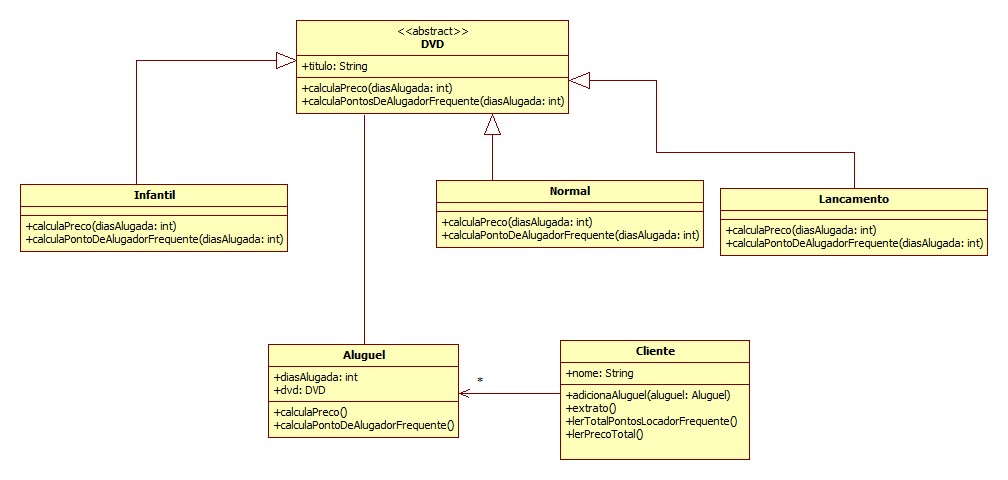 <<abstract>>
DVD
+titulo: String
+calculaPreco(diasAlugada: int)
+calculaPontosDeAlugadorFrequente(diasAlugada: int)
Infantil
+calculaPreco(diasAlugada: int)
+calculaPontoDeAlugadorFrequente(diasAlugada: int)
Normal
+calculaPreco(diasAlugada: int)
+calculaPontoDeAlugadorFrequente(diasAlugada: int)
Lancamento
+calculaPreco(diasAlugada: int)
+calculaPontoDeAlugadorFrequente(diasAlugada: int)
Aluguel
+diasAlugada: int
+dvd: DVD
+calculaPreco()
+calculaPontoDeAlugadorFrequente()
*
Cliente
+nome: String
+adicionaAluguel(aluguel: Aluguel)
+extrato()
+lerTotalPontosLocadorFrequente()
+lerPrecoTotal()